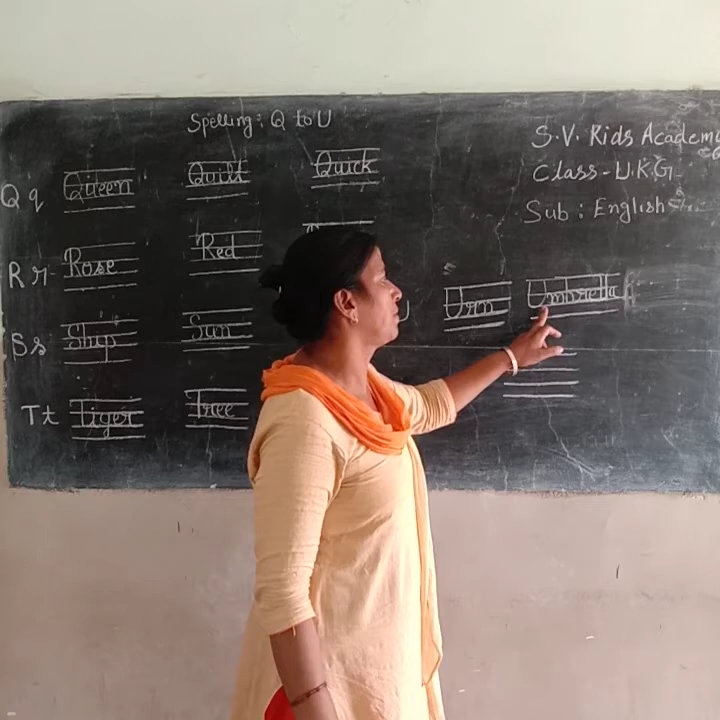 Spelling: Q to U
S.V. Kids Academy
Class-U.K.G
Sub: English
Q q Queen Quilt Quick
R r Rose Red
S s Ship Sun
T t Tiger Tree
U Urn Umbrella